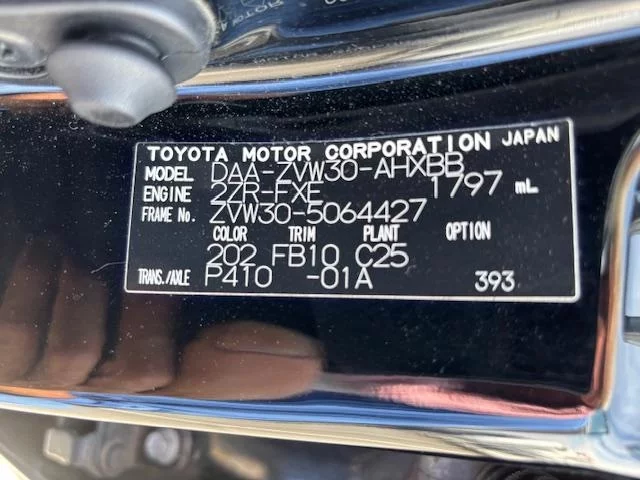 TOYOTA MOTOR CORPORATION JAPAN
MODEL DAA-ZVW30-AHXBB
ENGINE 2ZR-FXE 1797 mL
FRAME No. ZVW30-5064427
COLOR TRIM PLANT OPTION
202 FB10 C25
TRANS./AXLE P410 -01A 393